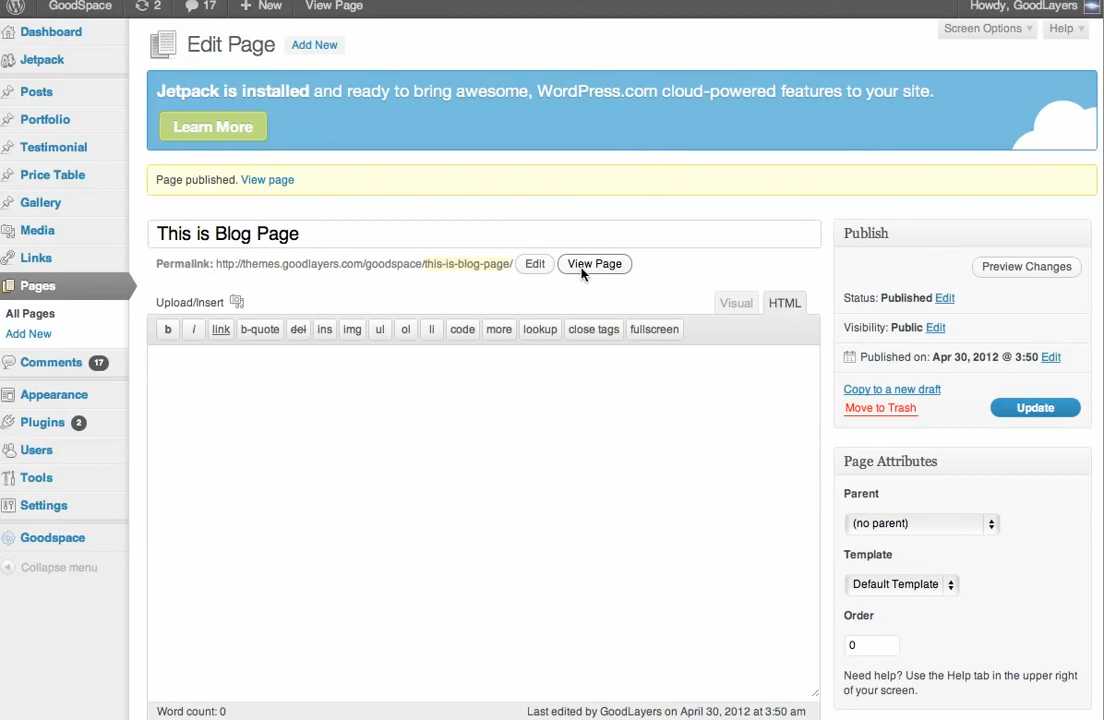 GoodSpace 2 17 + New View Page Howdy, GoodLayers
Dashboard
Jetpack
Posts
Portfolio
Testimonial
Price Table
Gallery
Media
Links
Pages
All Pages
Add New
Comments 17
Appearance
Plugins 2
Users
Tools
Settings
Goodspace
Collapse menu
Screen Options Help
Edit Page Add New
Jetpack is installed and ready to bring awesome, WordPress.com cloud-powered features to your site.
Learn More
Page published. View page
This is Blog Page
Permalink: http://themes.goodlayers.com/goodspace/this-is-blog-page/ Edit View Page
Upload/Insert Visual HTML
b i link b-quote del ins img ul ol li code more lookup close tags fullscreen
Word count: 0 Last edited by GoodLayers on April 30, 2012 at 3:50 am
Publish
Preview Changes
Status: Published Edit
Visibility: Public Edit
Published on: Apr 30, 2012 @ 3:50 Edit
Copy to a new draft
Move to Trash Update
Page Attributes
Parent
(no parent)
Template
Default Template
Order
0
Need help? Use the Help tab in the upper right
of your screen.